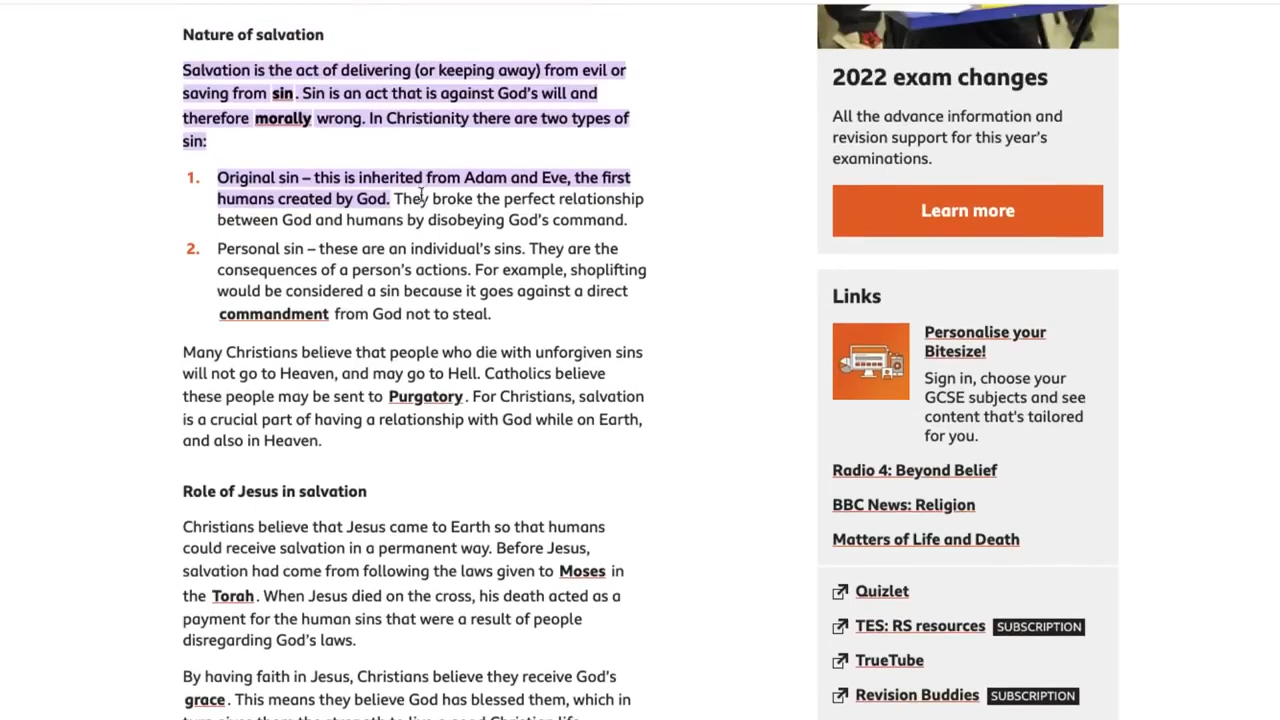 Nature of salvation
Salvation is the act of delivering (or keeping away) from evil or
saving from sin. Sin is an act that is against God's will and
therefore morally wrong. In Christianity there are two types of
sin:
1. Original sin – this is inherited from Adam and Eve, the first
humans created by God. They broke the perfect relationship
between God and humans by disobeying God's command.
2. Personal sin – these are an individual's sins. They are the
consequences of a person's actions. For example, shoplifting
would be considered a sin because it goes against a direct
commandment from God not to steal.
Many Christians believe that people who die with unforgiven sins
will not go to Heaven, and may go to Hell. Catholics believe
these people may be sent to Purgatory. For Christians, salvation
is a crucial part of having a relationship with God while on Earth,
and also in Heaven.
Role of Jesus in salvation
Christians believe that Jesus came to Earth so that humans
could receive salvation in a permanent way. Before Jesus,
salvation had come from following the laws given to Moses in
the Torah. When Jesus died on the cross, his death acted as a
payment for the human sins that were a result of people
disregarding God's laws.
By having faith in Jesus, Christians believe they receive God's
grace. This means they believe God has blessed them, which in
turn gives them the strength to live a good Christian life.
2022 exam changes
All the advance information and
revision support for this year's
examinations.
Learn more
Links
Personalise your
Bitesize!
Sign in, choose your
GCSE subjects and see
content that's tailored
for you.
Radio 4: Beyond Belief
BBC News: Religion
Matters of Life and Death
Quizlet
TES: RS resources SUBSCRIPTION
TrueTube
Revision Buddies SUBSCRIPTION